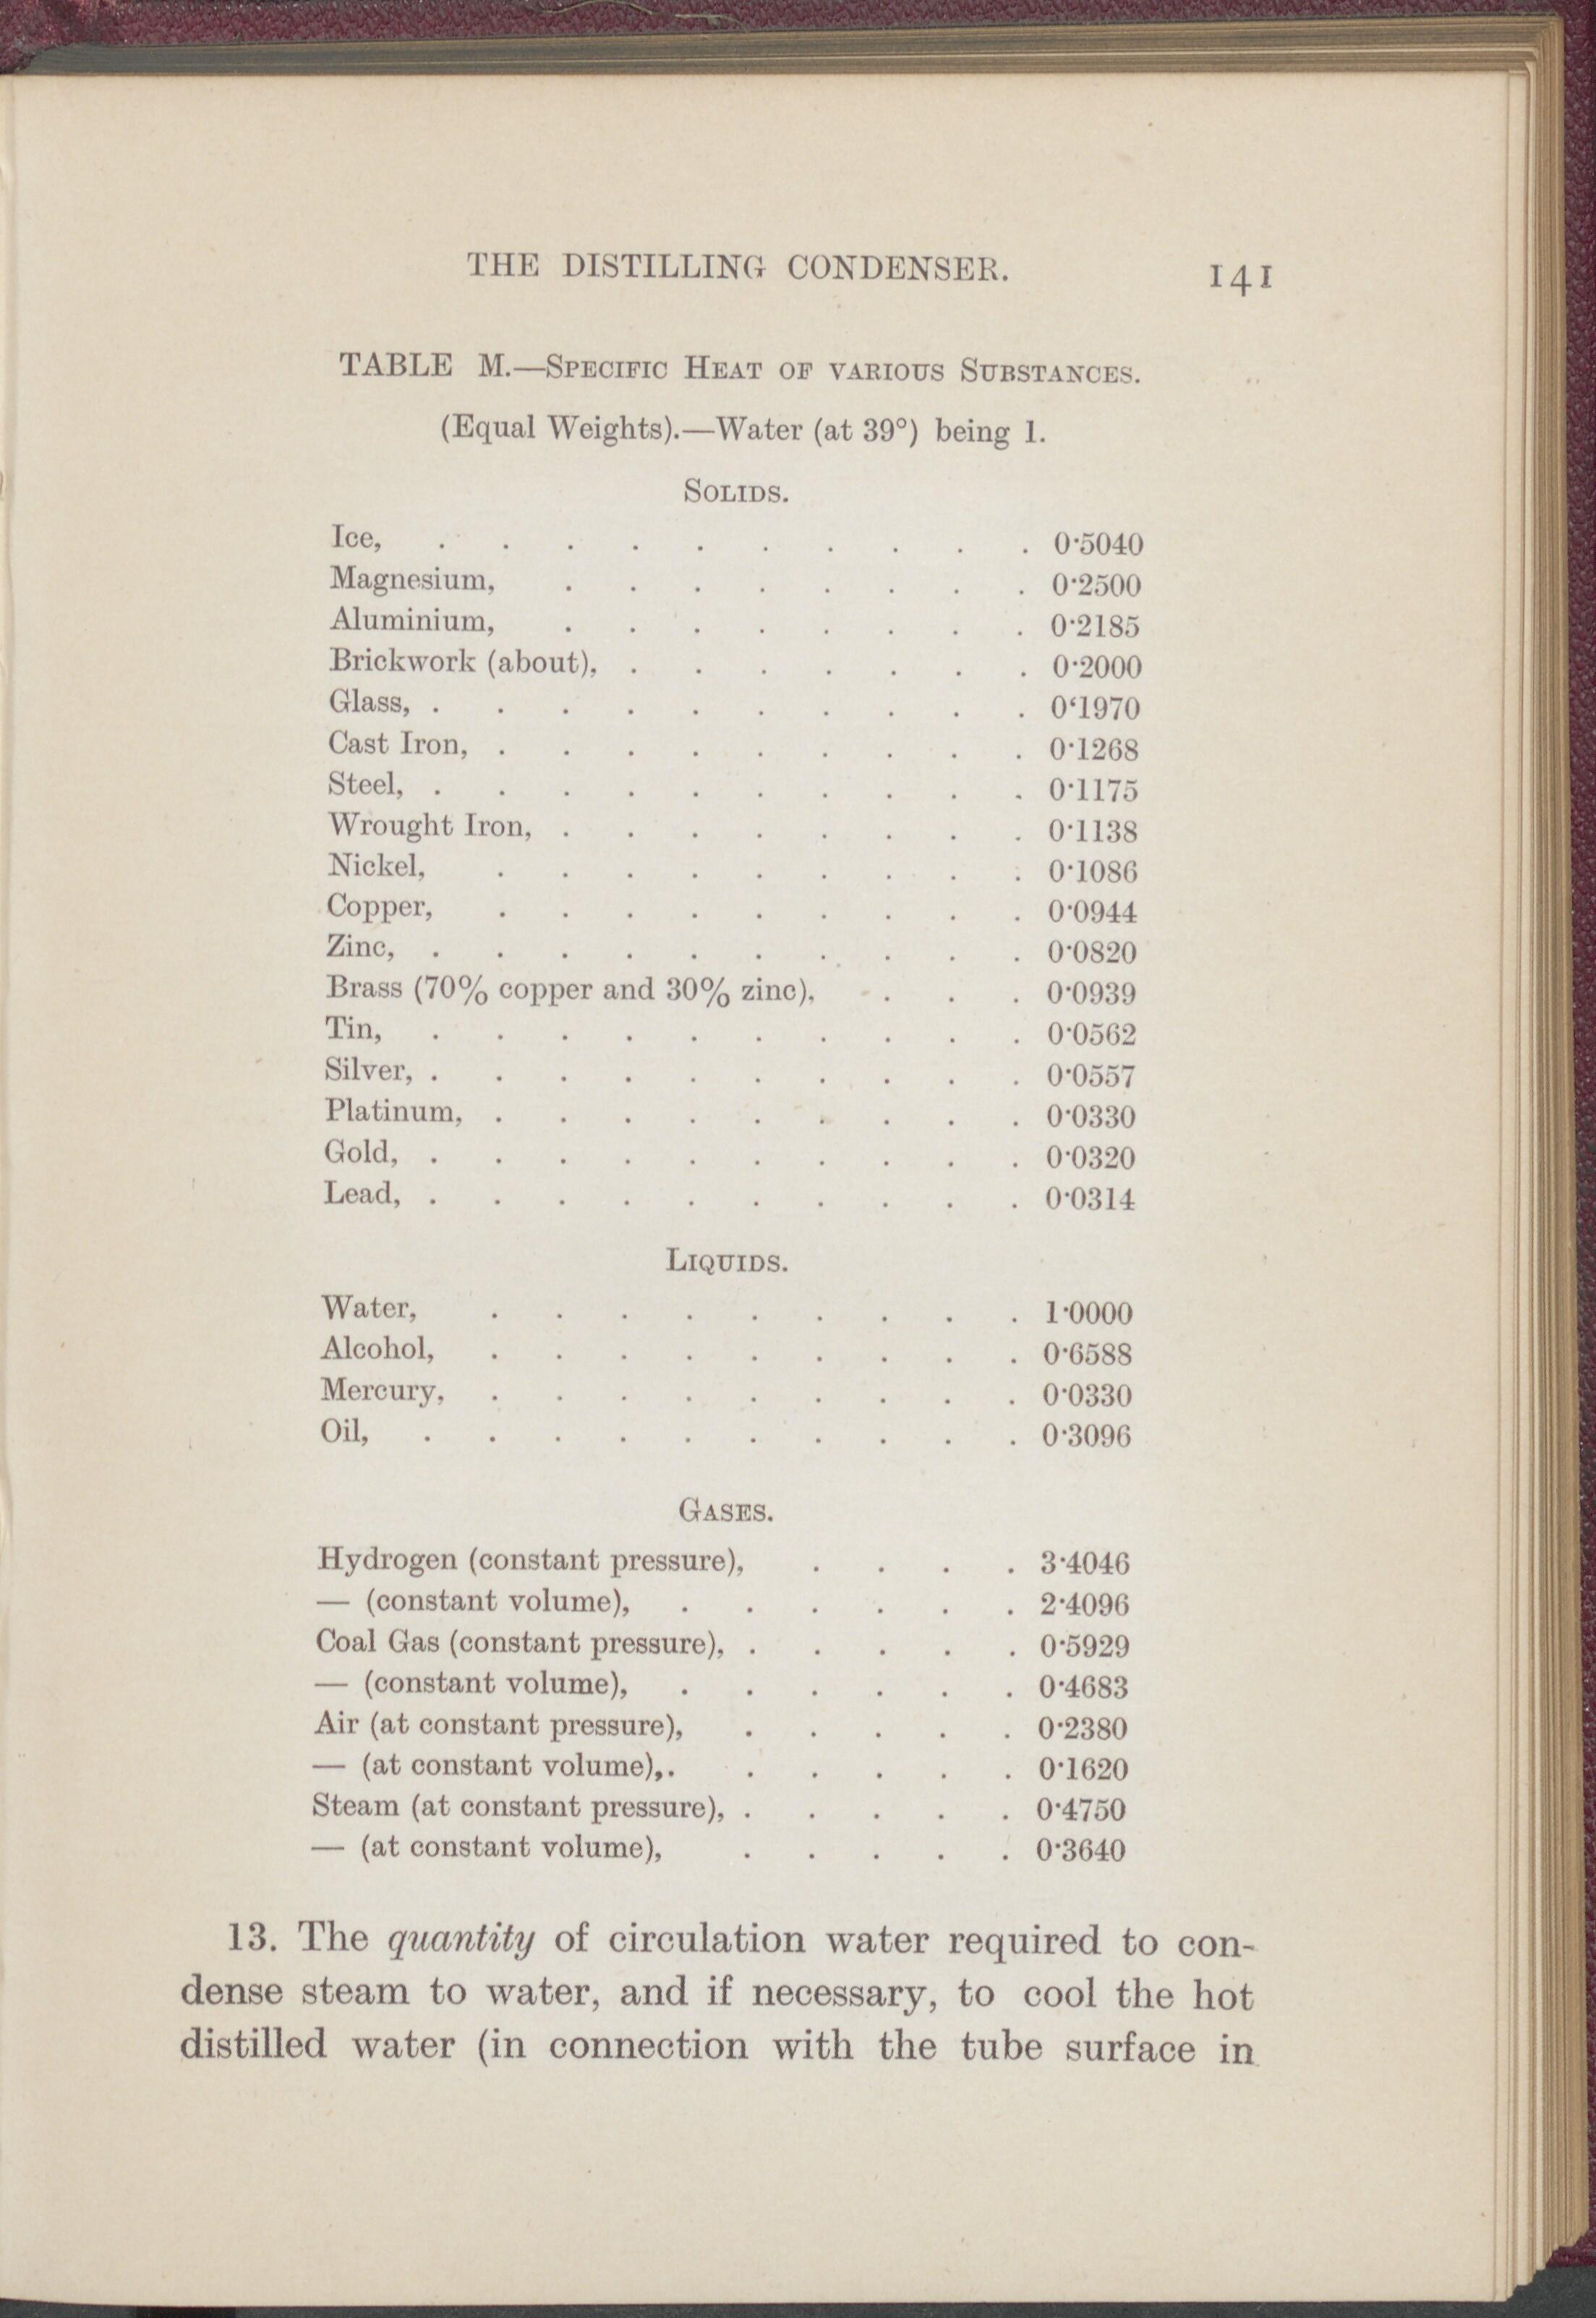 THE DISTILLING CONDENSER. 141
TABLE M.—SPECIFIC HEAT OF VARIOUS SUBSTANCES.
(Equal Weights).—Water (at 39°) being 1.
SOLIDS.
Ice, . . . . . . . . . . 0·5040
Magnesium, . . . . . . . . 0·2500
Aluminium, . . . . . . . . 0·2185
Brickwork (about), . . . . . . . 0·2000
Glass, . . . . . . . . . . 0‘1970
Cast Iron, . . . . . . . . . 0·1268
Steel, . . . . . . . . . . 0·1175
Wrought Iron, . . . . . . . . 0·1138
Nickel, . . . . . . . . . 0·1086
Copper, . . . . . . . . . 0·0944
Zinc, . . . . . . . . . . 0·0820
Brass (70% copper and 30% zinc), . . . 0·0939
Tin, . . . . . . . . . . 0·0562
Silver, . . . . . . . . . . 0·0557
Platinum, . . . . . . . . . 0·0330
Gold, . . . . . . . . . . 0·0320
Lead, . . . . . . . . . . 0·0314
LIQUIDS.
Water, . . . . . . . . . 1·0000
Alcohol, . . . . . . . . . 0·6588
Mercury, . . . . . . . . . 0·0330
Oil, . . . . . . . . . . 0·3096
GASES.
Hydrogen (constant pressure), . . . . 3·4046
— (constant volume), . . . . . . 2·4096
Coal Gas (constant pressure), . . . . . 0·5929
— (constant volume), . . . . . . 0·4683
Air (at constant pressure), . . . . . 0·2380
— (at constant volume),. . . . . . 0·1620
Steam (at constant pressure), . . . . . 0·4750
— (at constant volume), . . . . . 0·3640
13. The quantity of circulation water required to con-
dense steam to water, and if necessary, to cool the hot
distilled water (in connection with the tube surface in